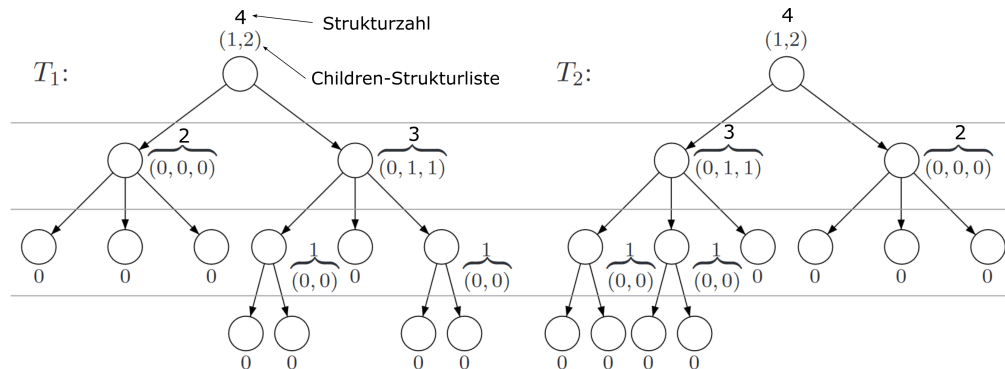 4 Strukturzahl 4
(1,2) (1,2)
T₁: Children-Strukturliste T₂:
2 3 3 2
(0, 0, 0) (0, 1, 1) (0, 1, 1) (0, 0, 0)
1 1 1 1
(0, 0) (0, 0) (0, 0) (0, 0)
0 0 0 0 0 0 0 0
0 0 0 0 0 0 0 0